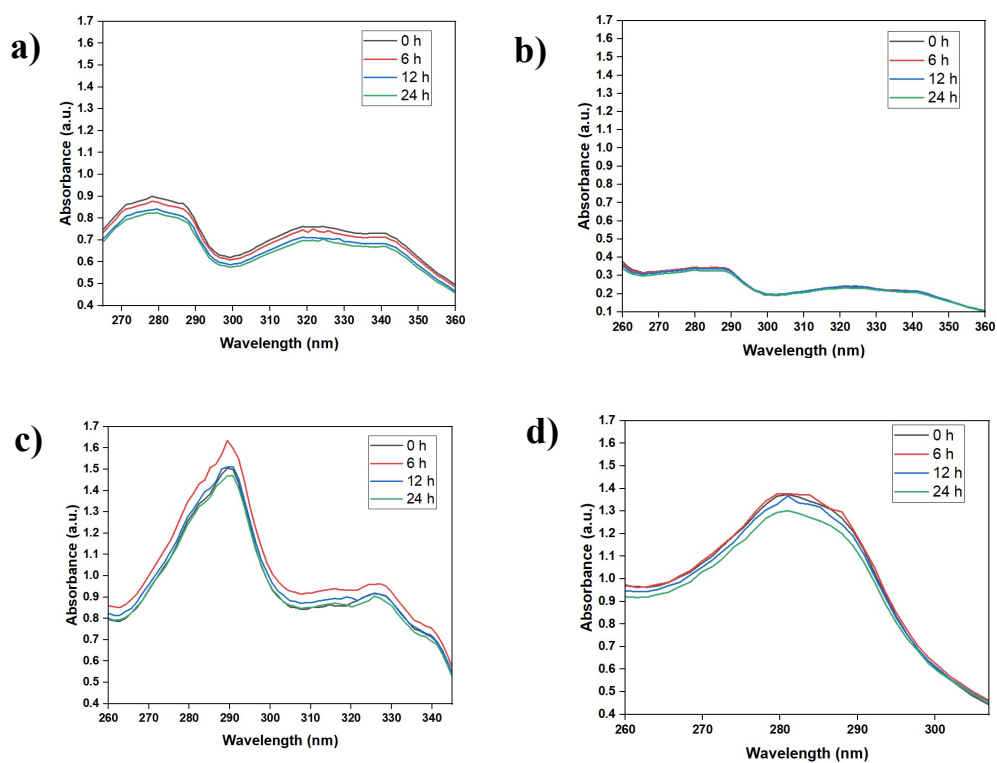 a)
1.7
1.6
1.5
1.4
1.3
1.2
1.1
1.0
0.9
0.8
0.7
0.6
0.5
0.4
Absorbance (a.u.)
0 h
6 h
12 h
24 h
270 280 290 300 310 320 330 340 350 360
Wavelength (nm)
b)
1.7
1.6
1.5
1.4
1.3
1.2
1.1
1.0
0.9
0.8
0.7
0.6
0.5
0.4
0.3
0.2
0.1
Absorbance (a.u.)
0 h
6 h
12 h
24 h
260 270 280 290 300 310 320 330 340 350 360
Wavelength (nm)
c)
1.7
1.6
1.5
1.4
1.3
1.2
1.1
1.0
0.9
0.8
0.7
0.6
0.5
0.4
Absorbance (a.u.)
0 h
6 h
12 h
24 h
260 270 280 290 300 310 320 330 340
Wavelength (nm)
d)
1.7
1.6
1.5
1.4
1.3
1.2
1.1
1.0
0.9
0.8
0.7
0.6
0.5
0.4
Absorbance (a.u.)
0 h
6 h
12 h
24 h
260 270 280 290 300
Wavelength (nm)